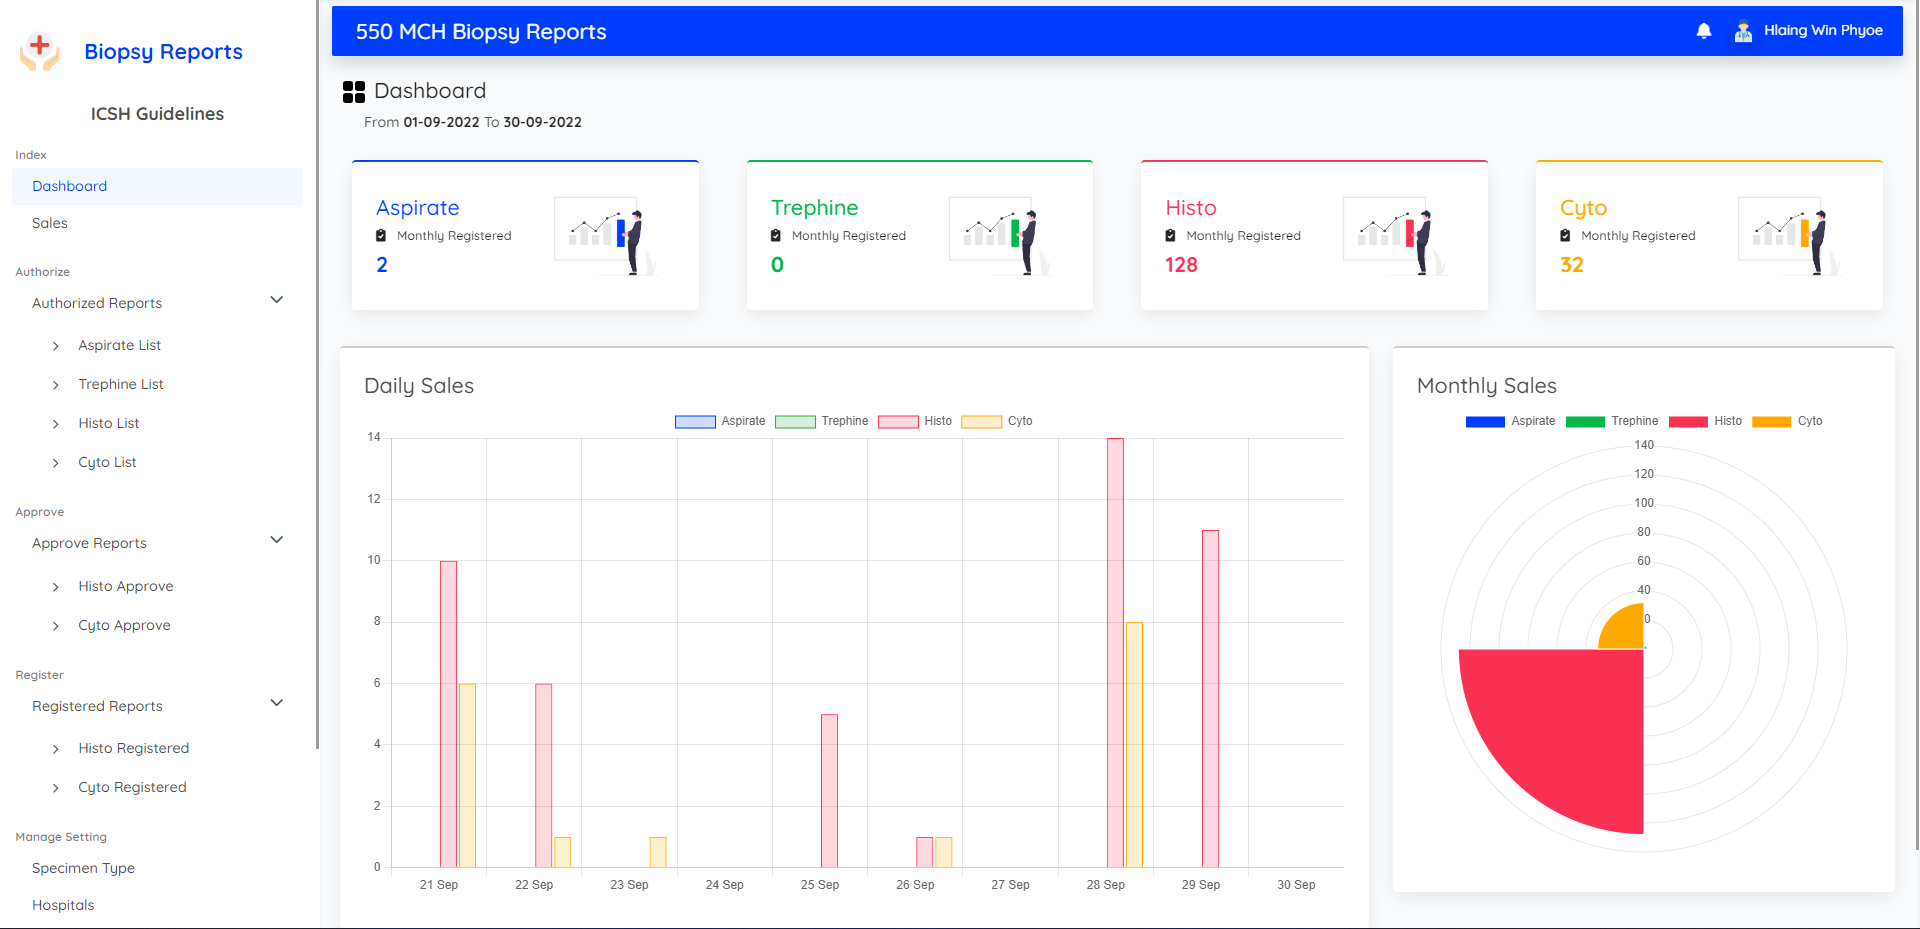 Biopsy Reports
ICSH Guidelines
Index
Dashboard
Sales
Authorize
Authorized Reports
Aspirate List
Trephine List
Histo List
Cyto List
Approve
Approve Reports
Histo Approve
Cyto Approve
Register
Registered Reports
Histo Registered
Cyto Registered
Manage Setting
Specimen Type
Hospitals
550 MCH Biopsy Reports
Hlaing Win Phyoe
Dashboard
From 01-09-2022 To 30-09-2022
Aspirate
Monthly Registered
2
Trephine
Monthly Registered
0
Histo
Monthly Registered
128
Cyto
Monthly Registered
32
Daily Sales
Aspirate Trephine Histo Cyto
14
12
10
8
6
4
2
0
21 Sep 22 Sep 23 Sep 24 Sep 25 Sep 26 Sep 27 Sep 28 Sep 29 Sep 30 Sep
Monthly Sales
Aspirate Trephine Histo Cyto
140
120
100
80
60
40
0